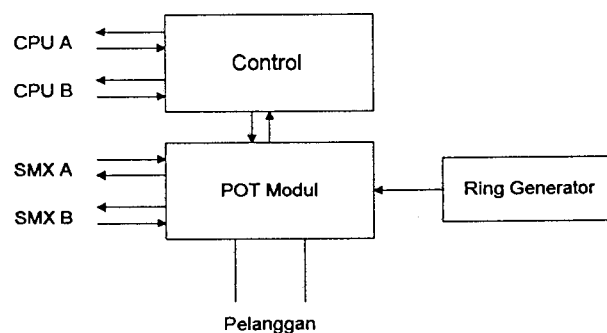 CPU A
CPU B
Control
SMX A
SMX B
POT Modul
Ring Generator
Pelanggan